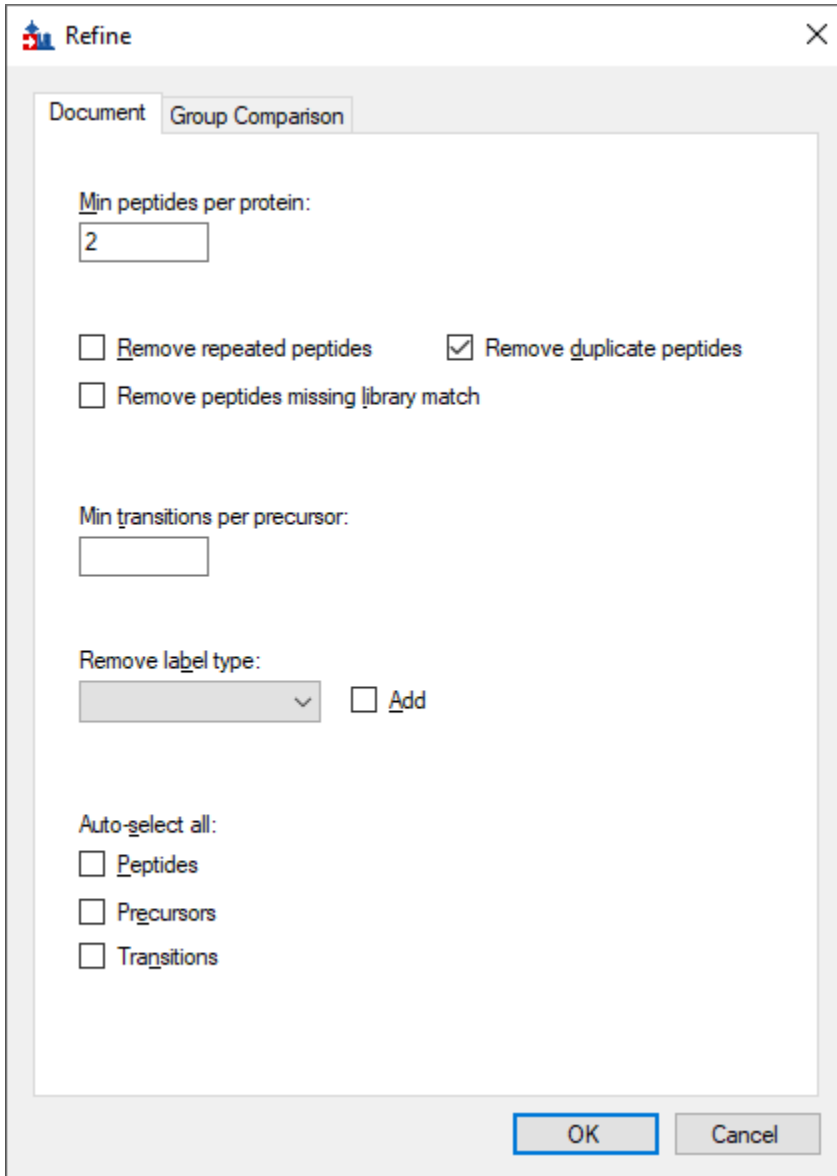 Refine
Document Group Comparison
Min peptides per protein:
2
Remove repeated peptides Remove duplicate peptides
Remove peptides missing library match
Min transitions per precursor:
Remove label type:
Add
Auto-select all:
Peptides
Precursors
Transitions
OK Cancel